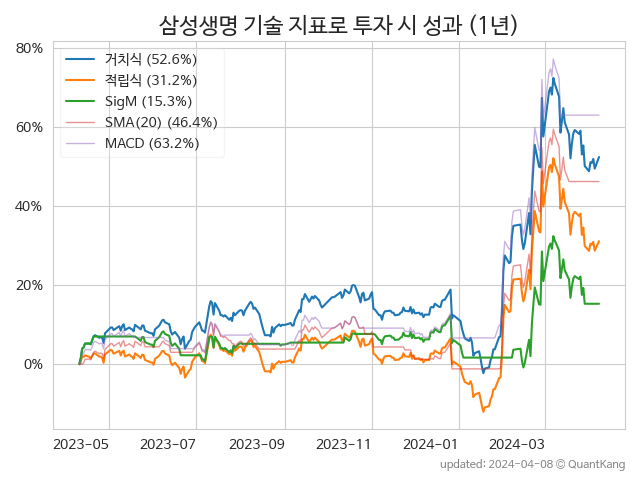 삼성생명 기술 지표로 투자 시 성과 (1년)
80%
60%
40%
20%
0%
거치식 (52.6%)
적립식 (31.2%)
SigM (15.3%)
SMA(20) (46.4%)
MACD (63.2%)
2023-05
2023-07
2023-09
2023-11
2024-01
2024-03
updated: 2024-04-08 © QuantKang